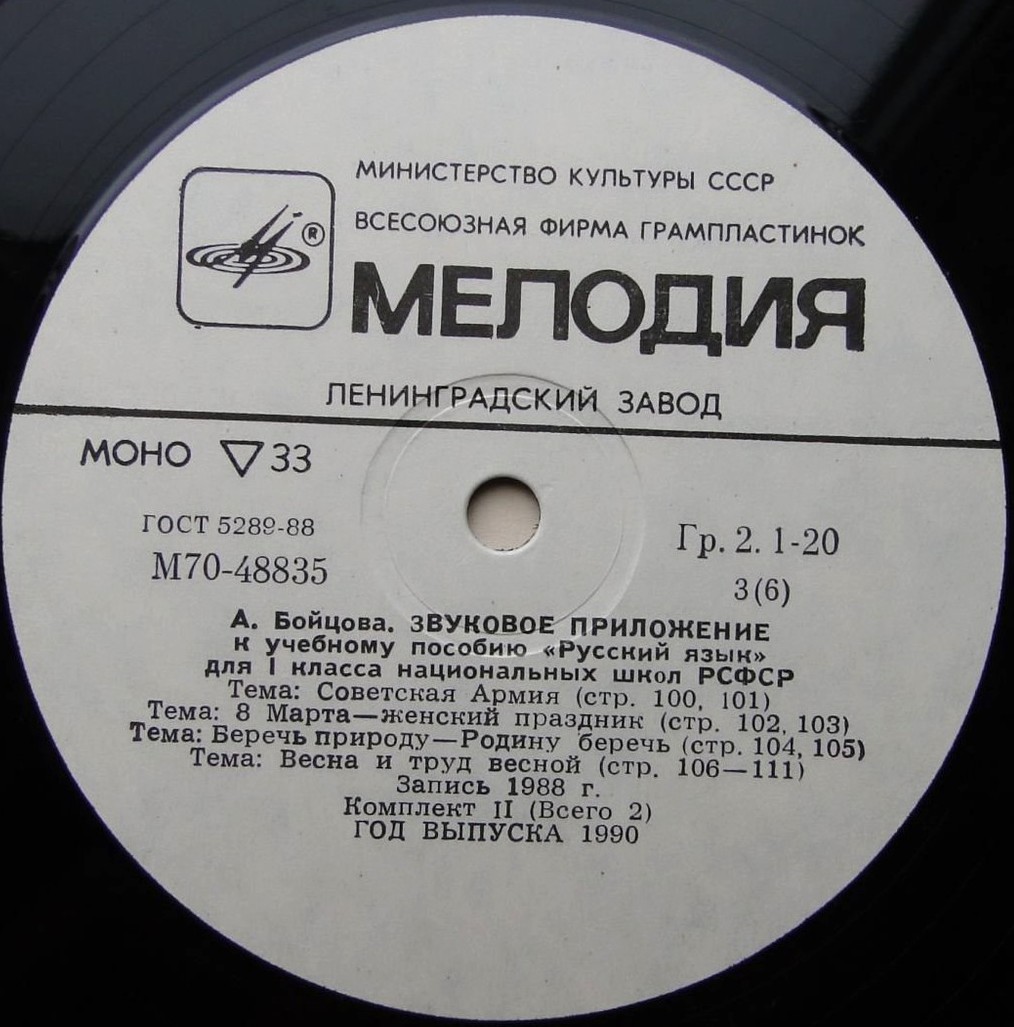 МИНИСТЕРСТВО КУЛЬТУРЫ СССР
ВСЕСОЮЗНАЯ ФИРМА ГРАМПЛАСТИНОК
®
МЕЛОДИЯ
ЛЕНИНГРАДСКИЙ ЗАВОД
МОНО ▽33
ГОСТ 5289-88
М70-48835
Гр. 2. 1-20
3(6)
А. Бойцова. ЗВУКОВОЕ ПРИЛОЖЕНИЕ
к учебному пособию «Русский язык»
для I класса национальных школ РСФСР
Тема: Советская Армия (стр. 100, 101)
Тема: 8 Марта—женский праздник (стр. 102, 103)
Тема: Беречь природу—Родину беречь (стр. 104, 105)
Тема: Весна и труд весной (стр. 106—111)
Запись 1988 г.
Комплект II (Всего 2)
ГОД ВЫПУСКА 1990